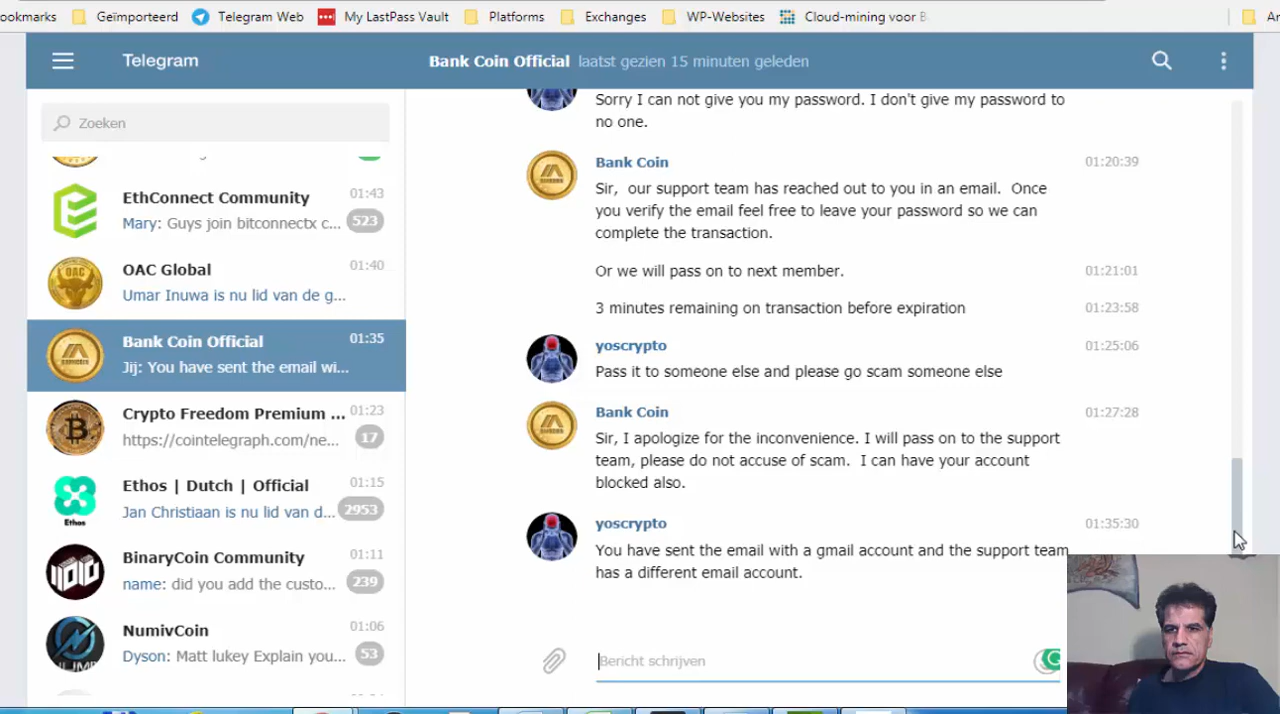 ookmarks Geïmporteerd Telegram Web My LastPass Vault Platforms Exchanges WP-Websites Cloud-mining voor B
Telegram
Bank Coin Official laatst gezien 15 minuten geleden
Zoeken
EthConnect Community 01:43
Mary: Guys join bitconnectx c... 523
OAC Global 01:40
Umar Inuwa is nu lid van de g...
Bank Coin Official 01:35
Jij: You have sent the email wi...
Crypto Freedom Premium ... 01:23
https://cointelegraph.com/ne... 17
Ethos | Dutch | Official 01:15
Jan Christiaan is nu lid van d... 2953
Ethos
BinaryCoin Community 01:11
name: did you add the custo... 239
NumivCoin 01:06
Dyson: Matt lukey Explain you... 53
Sorry I can not give you my password. I don't give my password to
no one.
Bank Coin 01:20:39
Sir, our support team has reached out to you in an email. Once
you verify the email feel free to leave your password so we can
complete the transaction.
Or we will pass on to next member. 01:21:01
3 minutes remaining on transaction before expiration 01:23:58
yoscrypto 01:25:06
Pass it to someone else and please go scam someone else
Bank Coin 01:27:28
Sir, I apologize for the inconvenience. I will pass on to the support
team, please do not accuse of scam. I can have your account
blocked also.
yoscrypto 01:35:30
You have sent the email with a gmail account and the support team
has a different email account.
Bericht schrijven